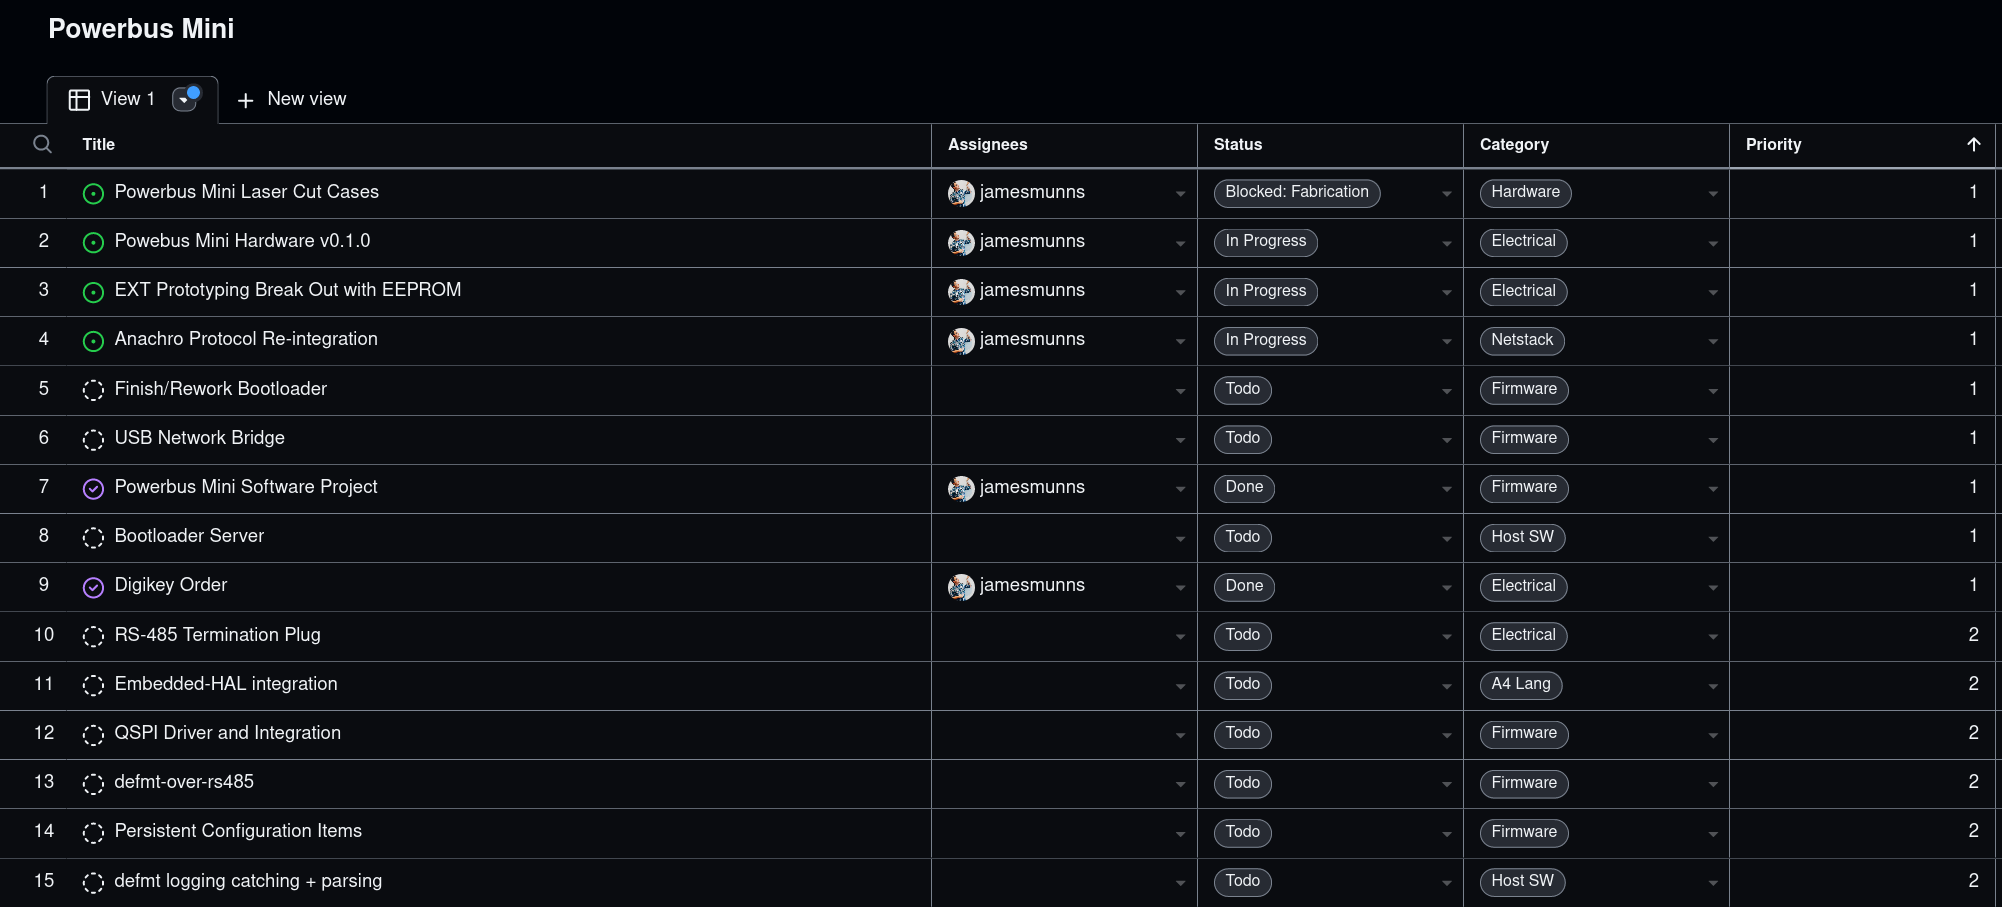 Powerbus Mini
View 1 New view
Title Assignees Status Category Priority
1 Powerbus Mini Laser Cut Cases jamesmunns Blocked: Fabrication Hardware 1
2 Powebus Mini Hardware v0.1.0 jamesmunns In Progress Electrical 1
3 EXT Prototyping Break Out with EEPROM jamesmunns In Progress Electrical 1
4 Anachro Protocol Re-integration jamesmunns In Progress Netstack 1
5 Finish/Rework Bootloader Todo Firmware 1
6 USB Network Bridge Todo Firmware 1
7 Powerbus Mini Software Project jamesmunns Done Firmware 1
8 Bootloader Server Todo Host SW 1
9 Digikey Order jamesmunns Done Electrical 1
10 RS-485 Termination Plug Todo Electrical 2
11 Embedded-HAL integration Todo A4 Lang 2
12 QSPI Driver and Integration Todo Firmware 2
13 defmt-over-rs485 Todo Firmware 2
14 Persistent Configuration Items Todo Firmware 2
15 defmt logging catching + parsing Todo Host SW 2